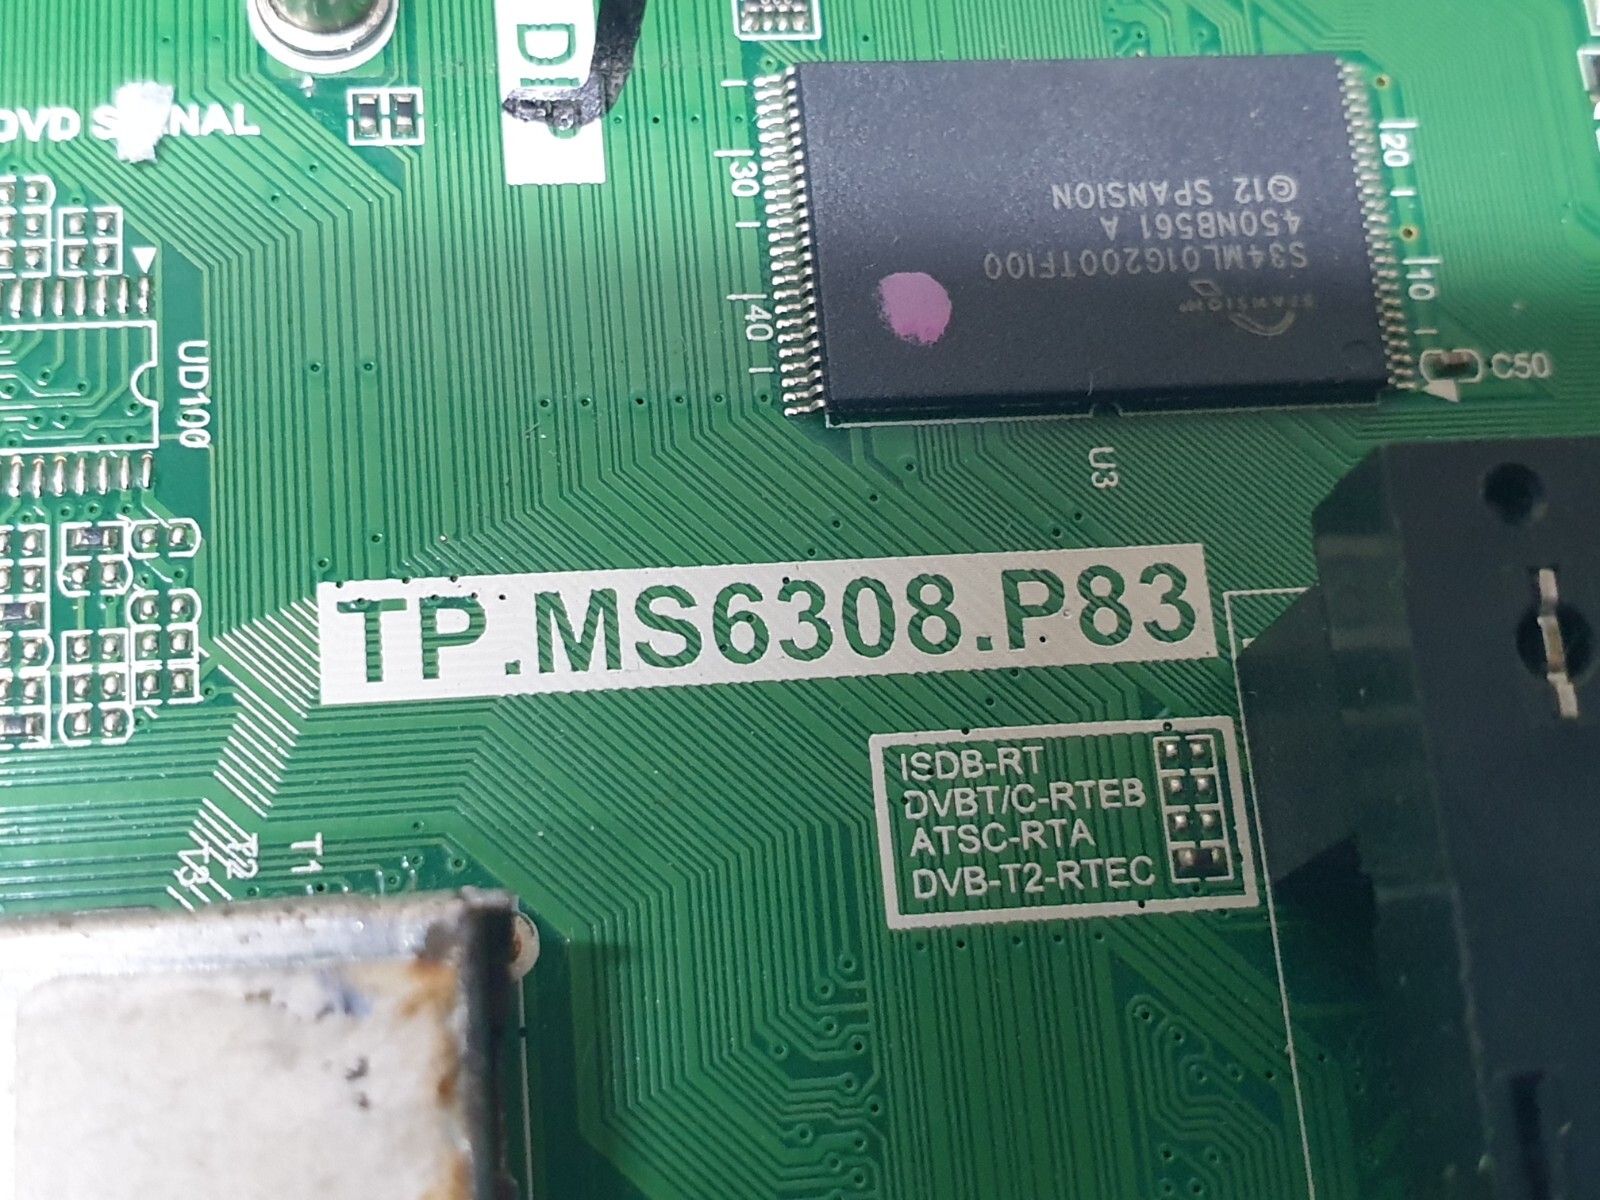 DVD S NAL
30
40
20
10
©12 SPANSION
450NB561 A
S34ML01G200TFI00
SPANSION
C50
U3
UD100
TP.MS6308.P83
ISDB-RT
DVBT/C-RTEB
ATSC-RTA
DVB-T2-RTEC
T1
T2
T3